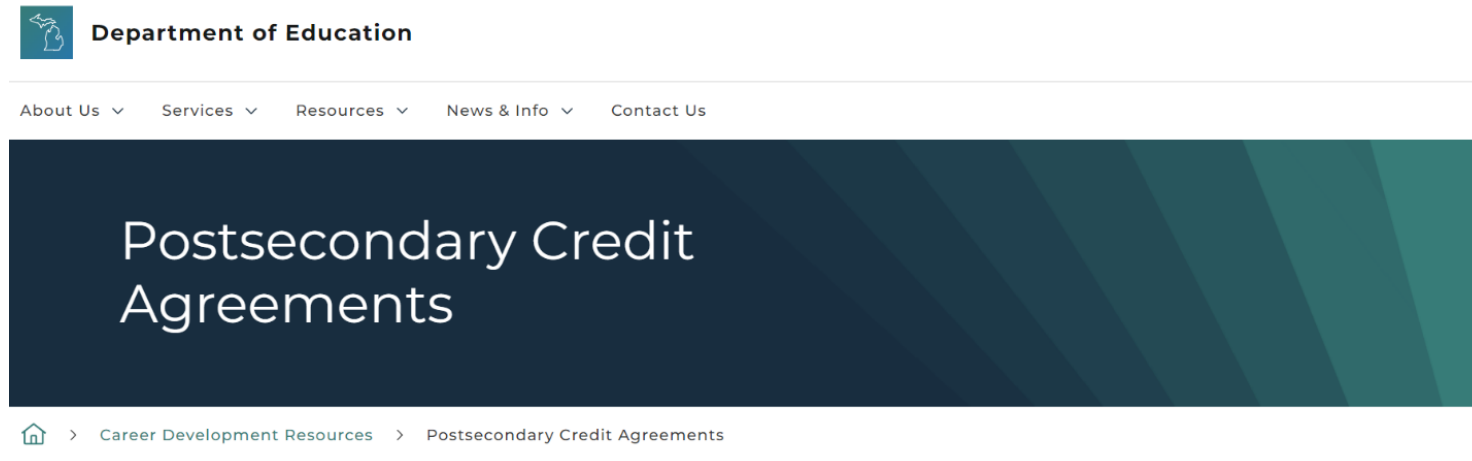 Department of Education
About Us Services Resources News & Info Contact Us
Postsecondary Credit
Agreements
Career Development Resources > Postsecondary Credit Agreements